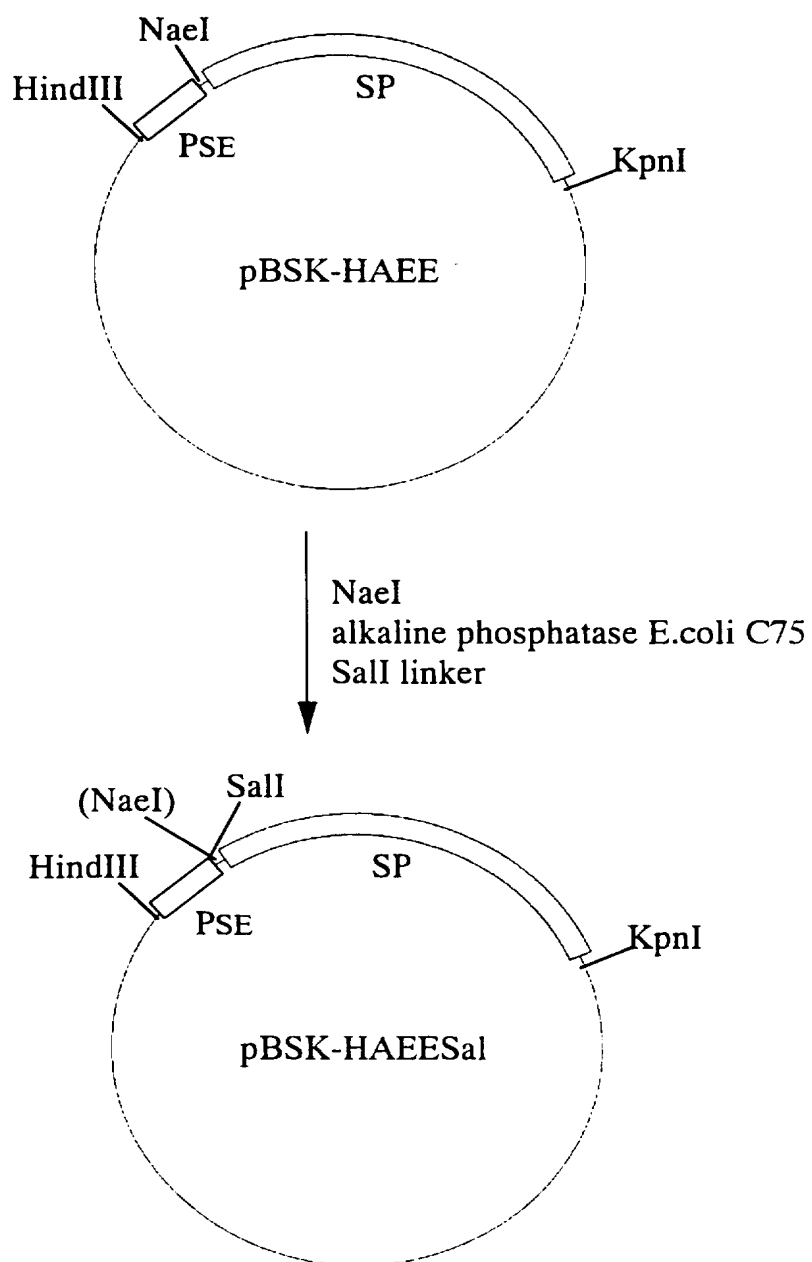 NaeI
HindIII
SP
PSE
KpnI
pBSK-HAEE
NaeI
alkaline phosphatase E.coli C75
SalI linker
(NaeI)
SalI
HindIII
SP
PSE
KpnI
pBSK-HAEESal